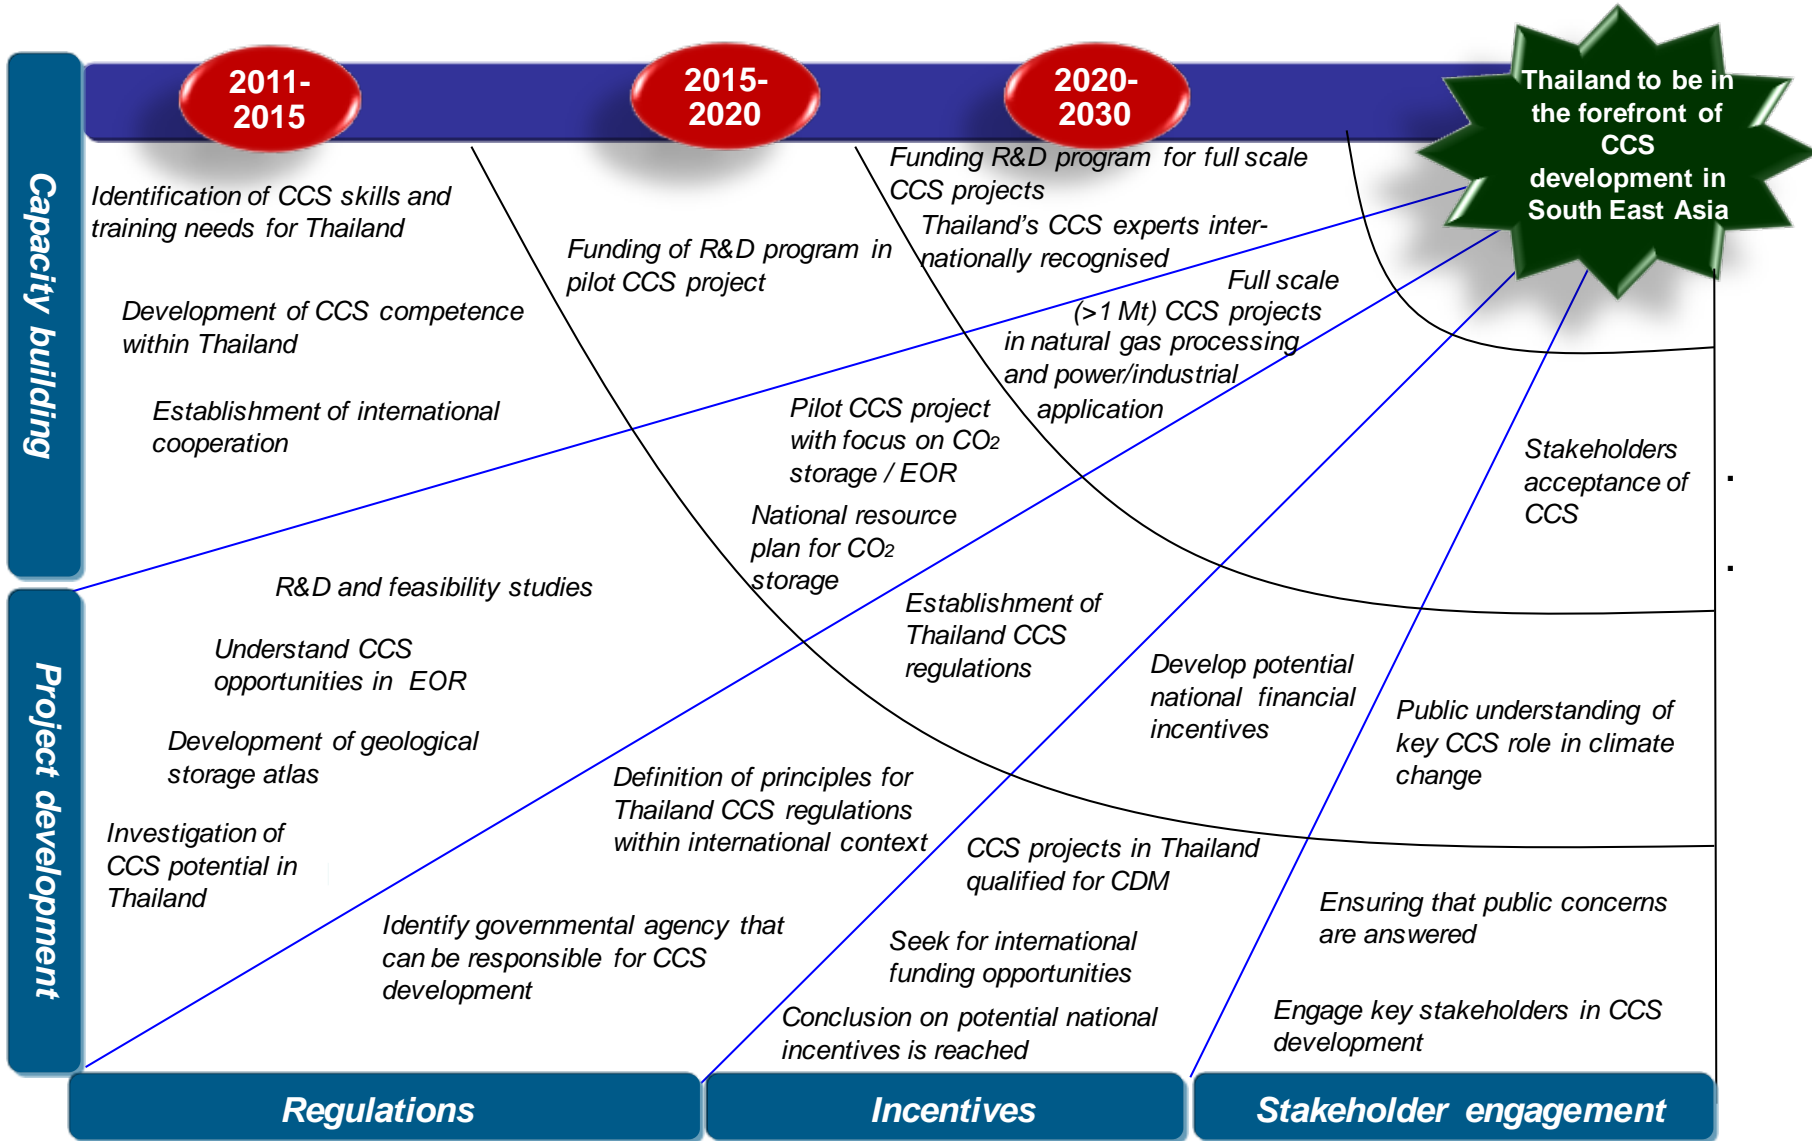 2011-
2015
2015-
2020
2020-
2030
Thailand to be in
the forefront of
CCS
development in
South East Asia
Capacity building
Identification of CCS skills and
training needs for Thailand
Development of CCS competence
within Thailand
Establishment of international
cooperation
Funding of R&D program in
pilot CCS project
Funding R&D program for full scale
CCS projects
Thailand's CCS experts inter-
nationally recognised
Full scale
(>1 Mt) CCS projects
in natural gas processing
and power/industrial
application
Pilot CCS project
with focus on CO2
storage / EOR
National resource
plan for CO2
storage
Project development
R&D and feasibility studies
Understand CCS
opportunities in EOR
Development of geological
storage atlas
Investigation of
CCS potential in
Thailand
Establishment of
Thailand CCS
regulations
Definition of principles for
Thailand CCS regulations
within international context
Identify governmental agency that
can be responsible for CCS
development
Develop potential
national financial
incentives
CCS projects in Thailand
qualified for CDM
Seek for international
funding opportunities
Conclusion on potential national
incentives is reached
Stakeholders
acceptance of
CCS
.
.
Public understanding of
key CCS role in climate
change
Ensuring that public concerns
are answered
Engage key stakeholders in CCS
development
Regulations
Incentives
Stakeholder engagement